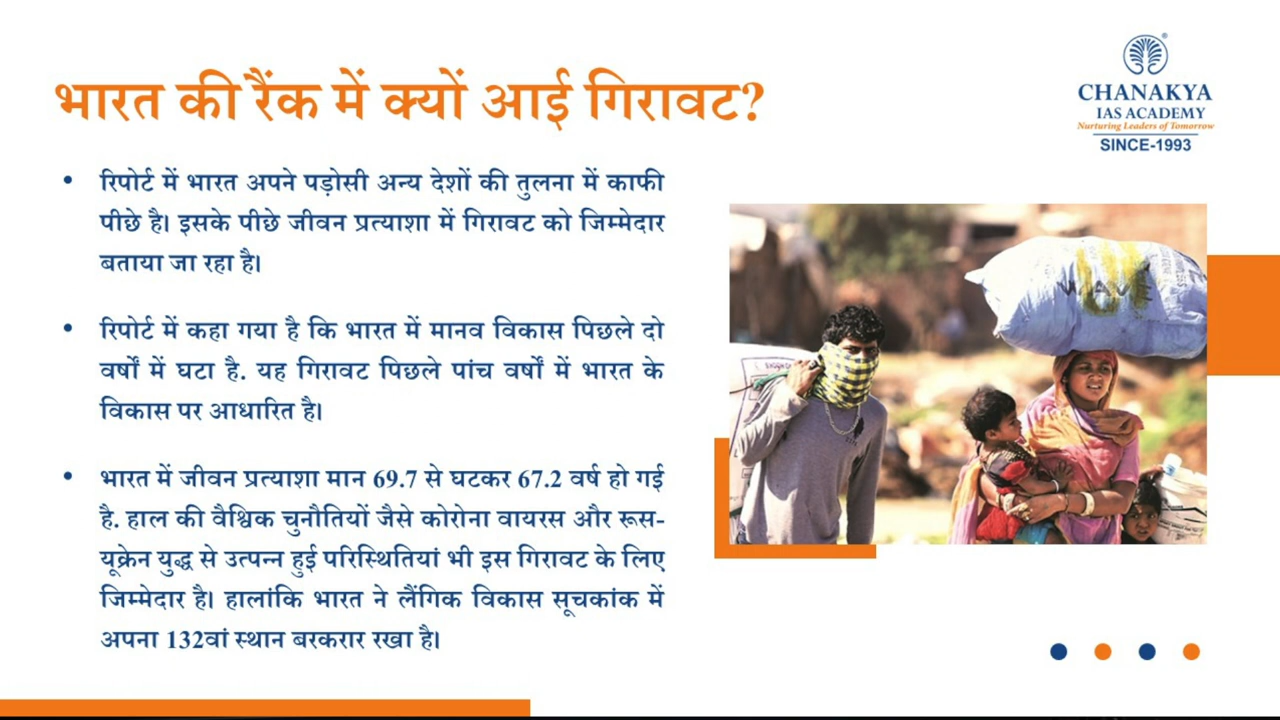 भारत की रैंक में क्यों आई गिरावट?
CHANAKYA
IAS ACADEMY
Nurturing Leaders of Tomorrow
SINCE-1993
• रिपोर्ट में भारत अपने पड़ोसी अन्य देशों की तुलना में काफी
पीछे है। इसके पीछे जीवन प्रत्याशा में गिरावट को जिम्मेदार
बताया जा रहा है।
• रिपोर्ट में कहा गया है कि भारत में मानव विकास पिछले दो
वर्षों में घटा है. यह गिरावट पिछले पांच वर्षों में भारत के
विकास पर आधारित है।
• भारत में जीवन प्रत्याशा मान 69.7 से घटकर 67.2 वर्ष हो गई
है. हाल की वैश्विक चुनौतियों जैसे कोरोना वायरस और रूस-
यूक्रेन युद्ध से उत्पन्न हुई परिस्थितियां भी इस गिरावट के लिए
जिम्मेदार है। हालांकि भारत ने लैंगिक विकास सूचकांक में
अपना 132वां स्थान बरकरार रखा है।